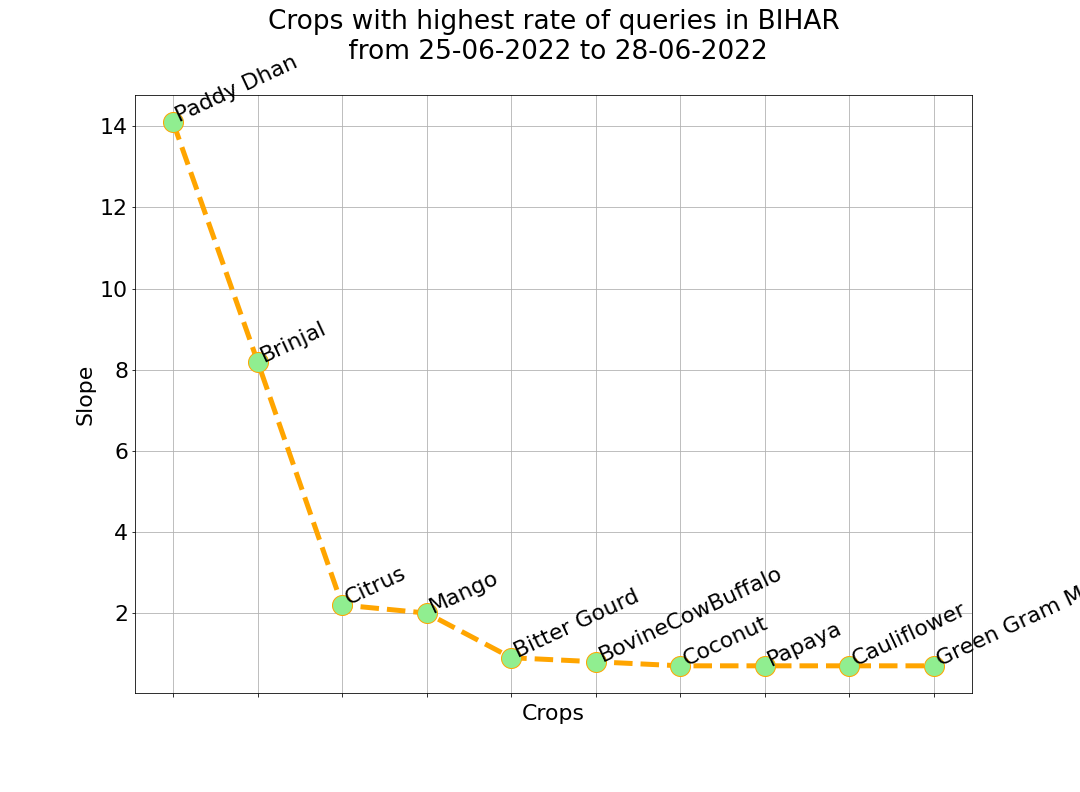 Crops with highest rate of queries in BIHAR
from 25-06-2022 to 28-06-2022
Paddy Dhan
Brinjal
Citrus
Mango
Bitter Gourd
BovineCowBuffalo
Coconut
Papaya
Cauliflower
Green Gram
14
12
10
8
6
4
2
Slope
Crops